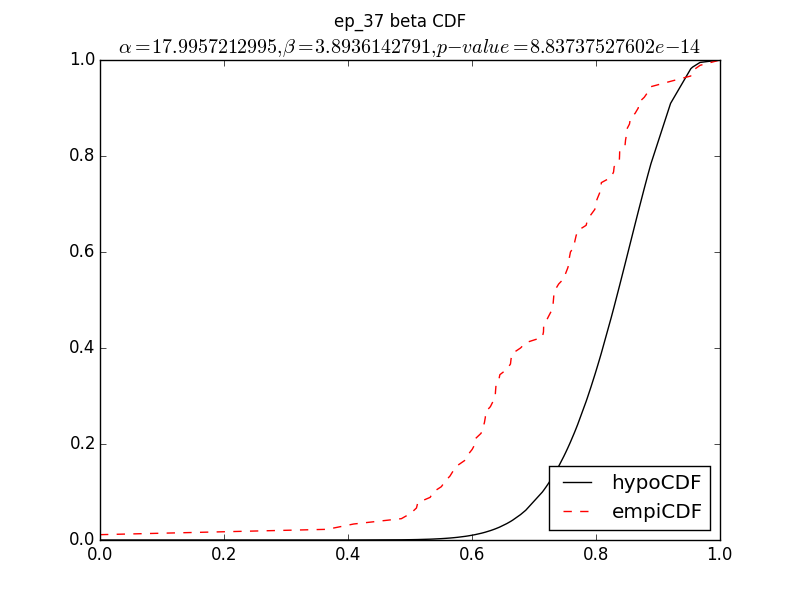 ep_37 beta CDF
α = 17.9957212995, β = 3.8936142791, p − value = 8.83737527602e − 14
1.0
0.8
0.6
0.4
0.2
0.0
0.0 0.2 0.4 0.6 0.8 1.0
hypoCDF
empiCDF